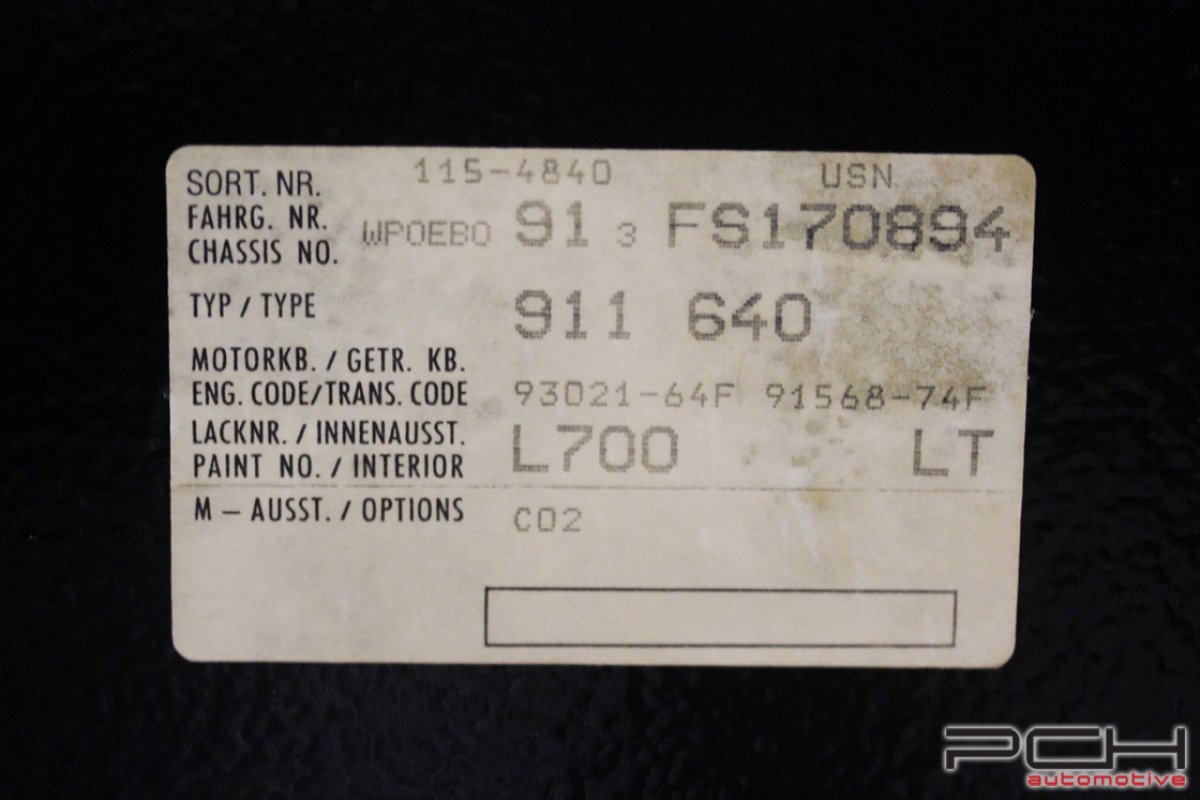 SORT. NR. 115-4840 USN
FAHRG. NR.
CHASSIS NO. WPOEBO 91 3 FS170894
TYP / TYPE 911 640
MOTORKB. / GETR. KB.
ENG. CODE/TRANS. CODE 93021-64F 91568-74F
LACKNR. / INNENAUSST.
PAINT NO. / INTERIOR L700 LT
M – AUSST. / OPTIONS C02
PCH
automotive